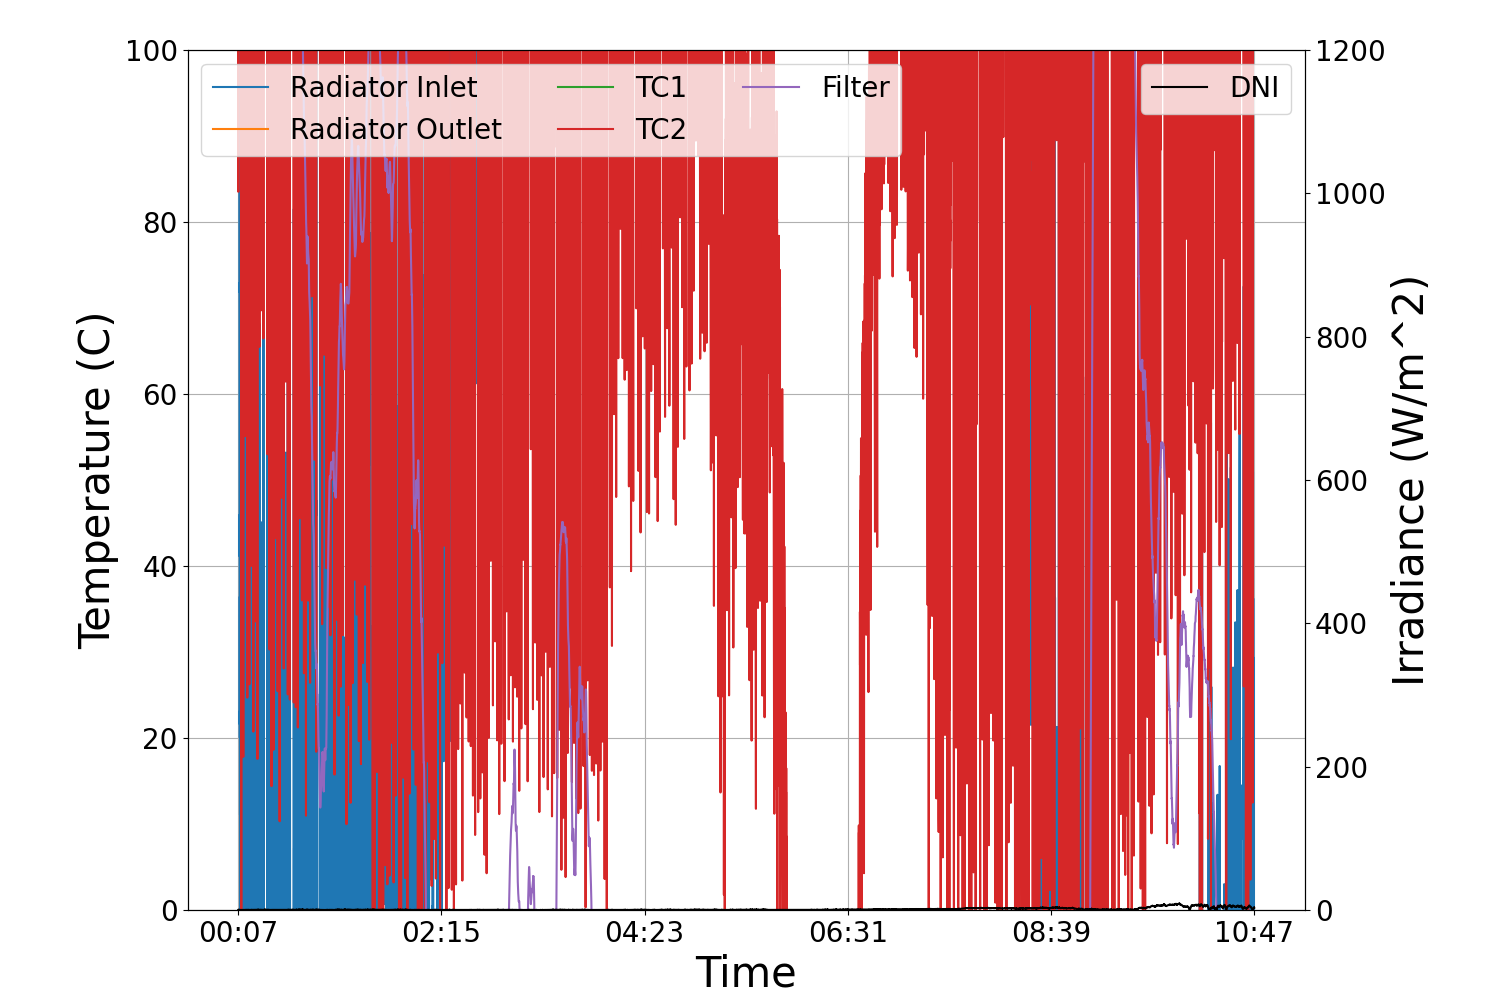 100
80
60
40
20
0
Temperature (C)
Radiator Inlet
Radiator Outlet
TC1
TC2
Filter
DNI
1200
1000
800
600
400
200
0
Irradiance (W/m^2)
00:07 02:15 04:23 06:31 08:39 10:47
Time